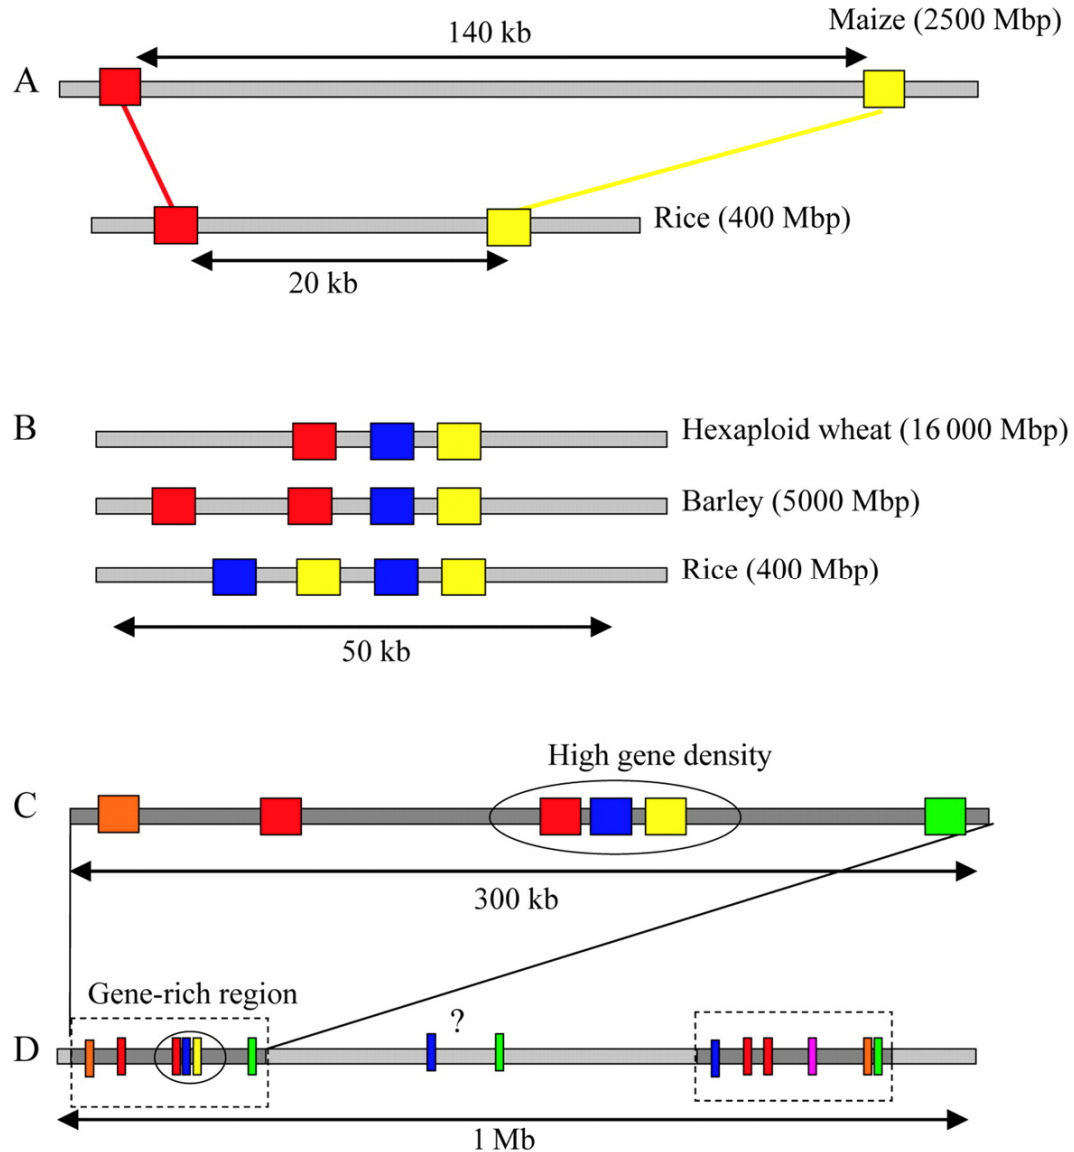 Maize (2500 Mbp)
140 kb
A
Rice (400 Mbp)
20 kb
B
Hexaploid wheat (16 000 Mbp)
Barley (5000 Mbp)
Rice (400 Mbp)
50 kb
High gene density
C
300 kb
Gene-rich region
?
D
1 Mb